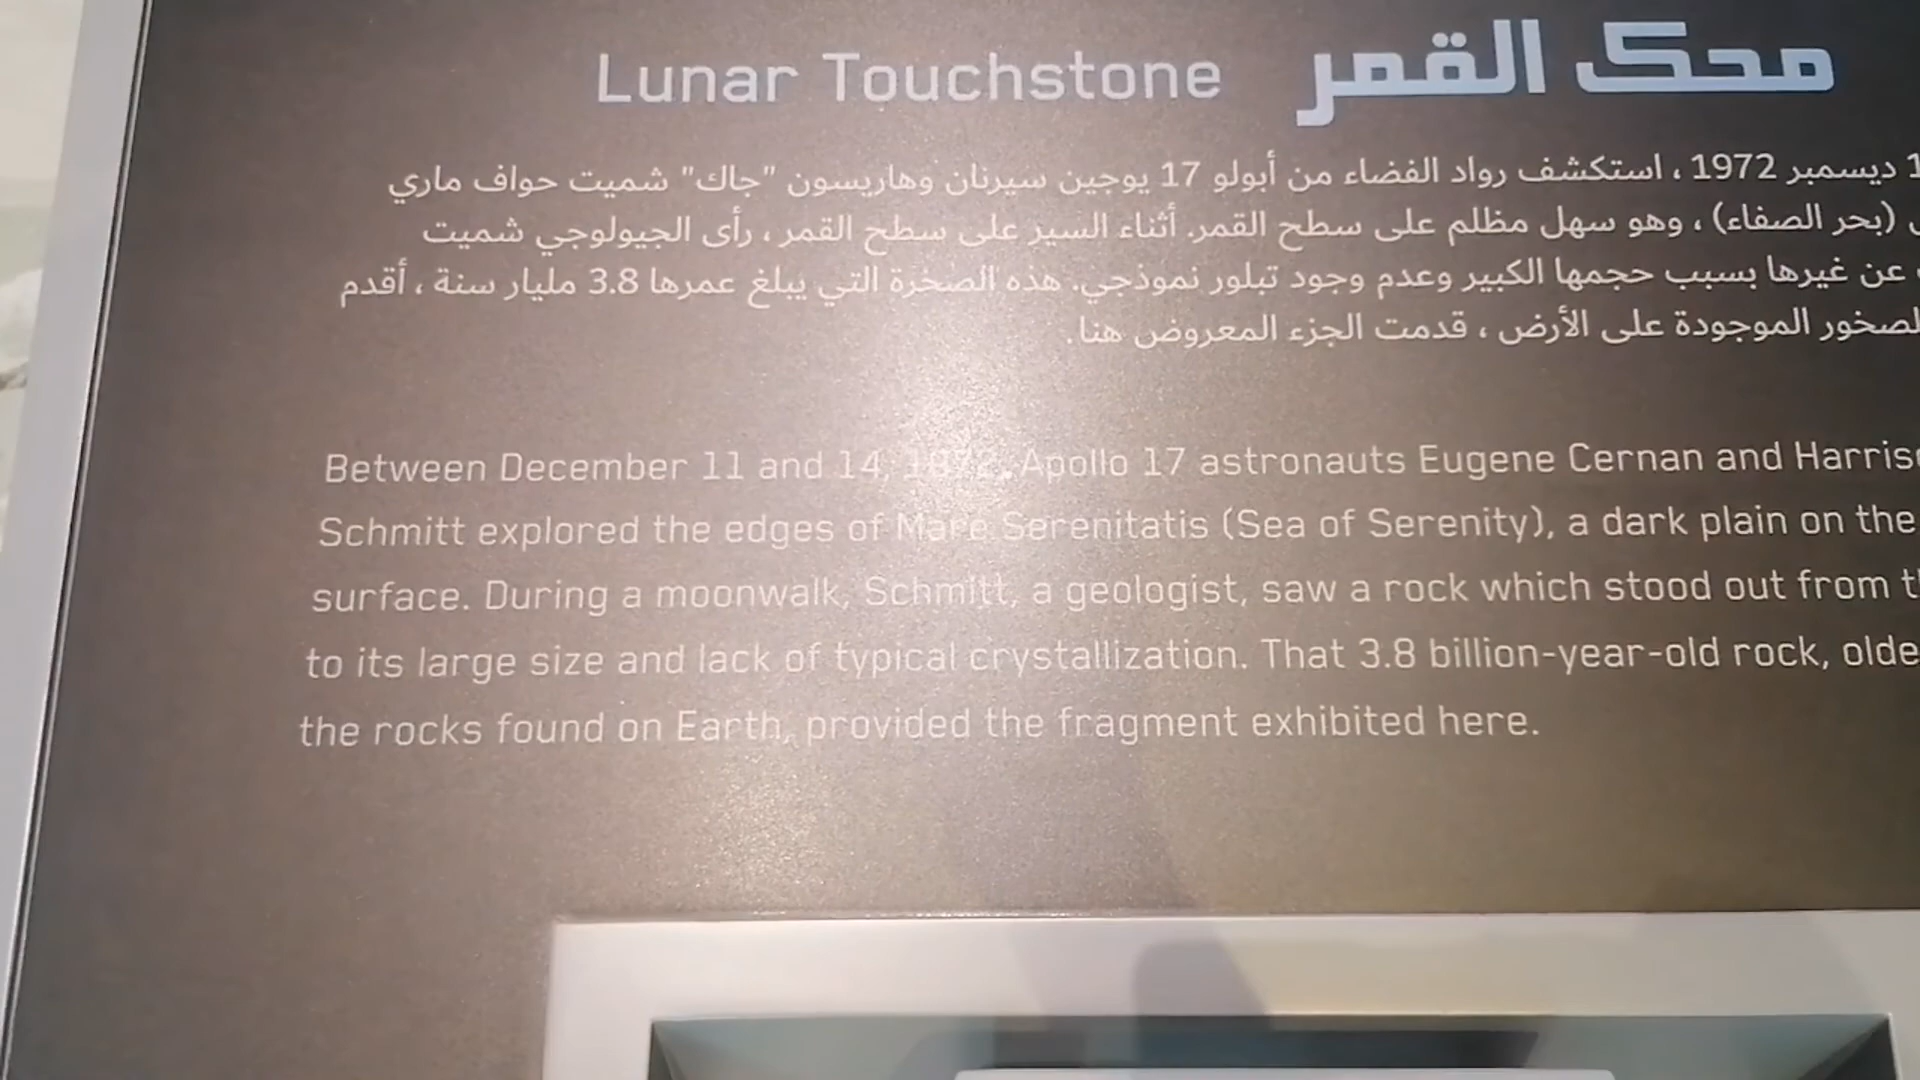 Lunar Touchstone محك القمر
ديسمبر 1972 ، استكشف رواد الفضاء من أبولو 17 يوجين سيرنان وهاريسون "جاك" شميت حواف ماري
(بحر الصفاء) ، وهو سهل مظلم على سطح القمر. أثناء السير على سطح القمر ، رأى الجيولوجي شميت
عن غيرها بسبب حجمها الكبير وعدم وجود تبلور نموذجي. هذه الصخرة التي يبلغ عمرها 3.8 مليار سنة ، أقدم
لصخور الموجودة على الأرض ، قدمت الجزء المعروض هنا.
Between December 11 and 14, Apollo 17 astronauts Eugene Cernan and Harris
Schmitt explored the edges of Mare Serenitatis (Sea of Serenity), a dark plain on the
surface. During a moonwalk, Schmitt, a geologist, saw a rock which stood out from t
to its large size and lack of typical crystallization. That 3.8 billion-year-old rock, olde
the rocks found on Earth, provided the fragment exhibited here.